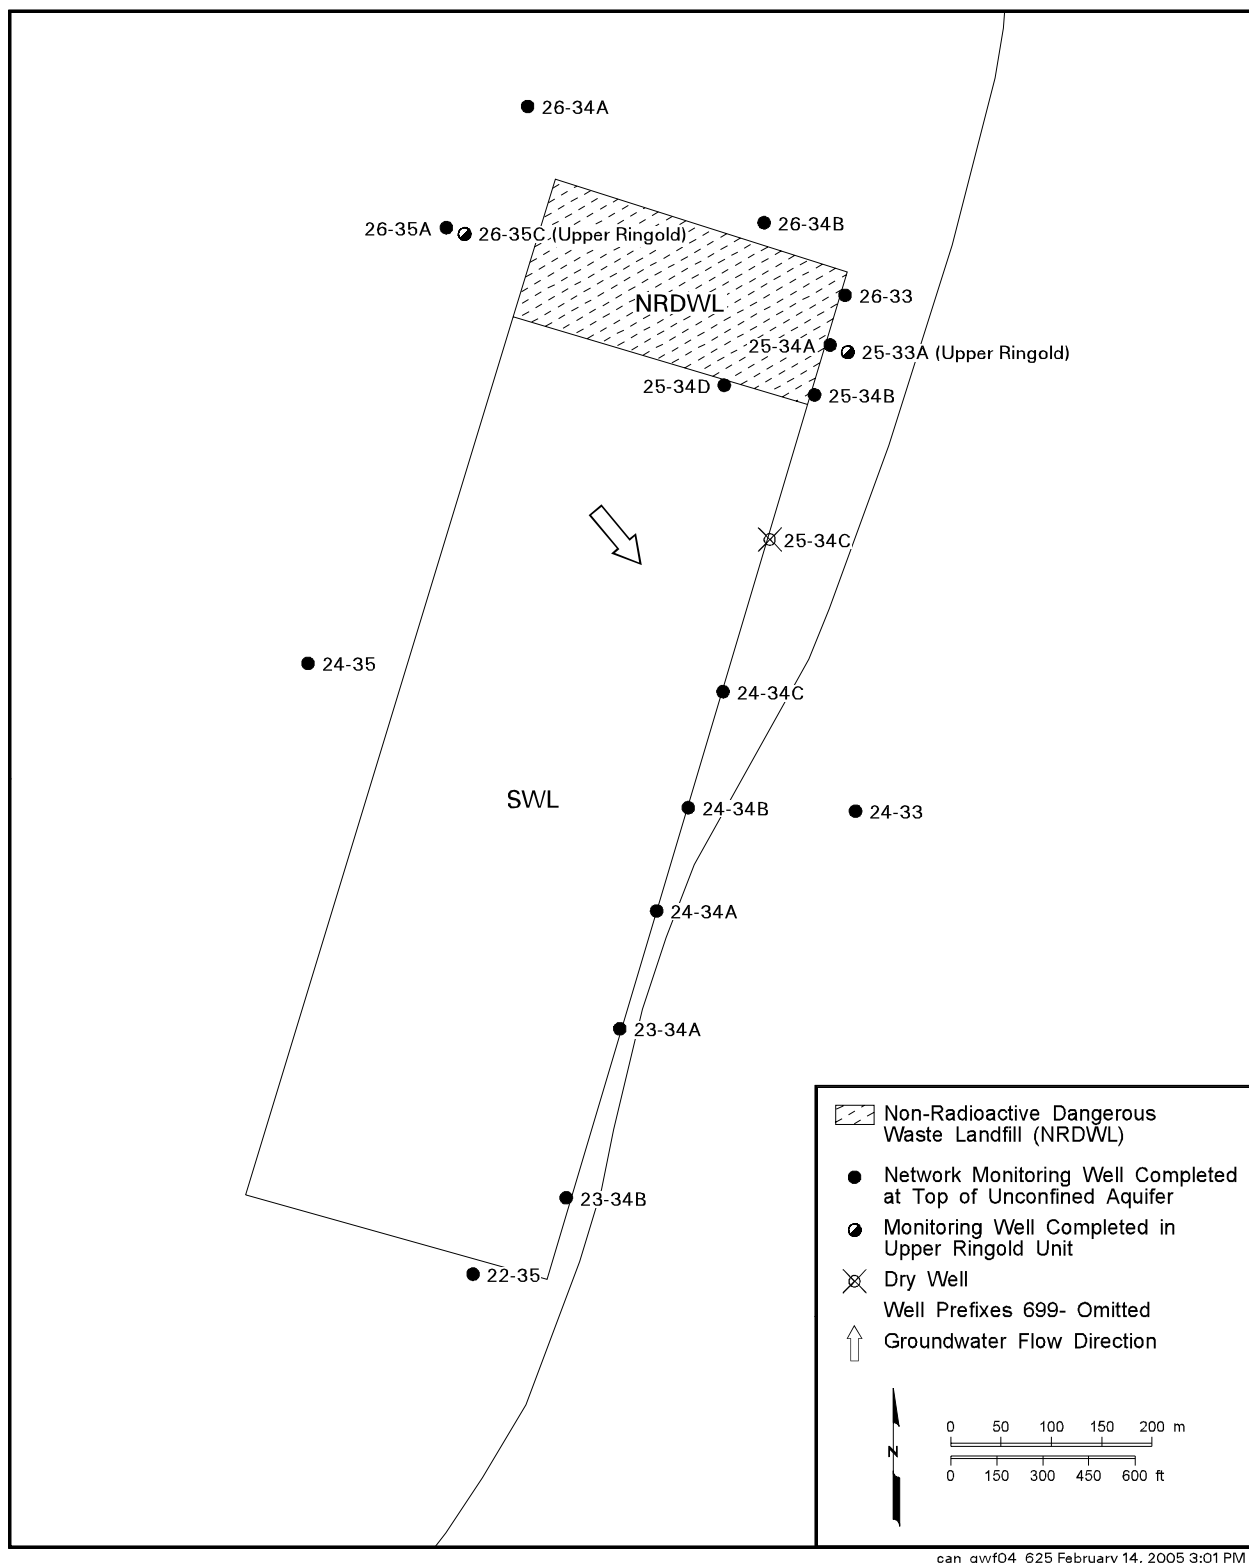 26-34A
26-35A
26-35C (Upper Ringold)
26-34B
NRDWL
26-33
25-34A
25-33A (Upper Ringold)
25-34D
25-34B
25-34C
24-35
24-34C
SWL
24-34B
24-33
24-34A
23-34A
23-34B
22-35
Non-Radioactive Dangerous
Waste Landfill (NRDWL)
Network Monitoring Well Completed
at Top of Unconfined Aquifer
Monitoring Well Completed in
Upper Ringold Unit
Dry Well
Well Prefixes 699- Omitted
Groundwater Flow Direction
N
0 50 100 150 200 m
0 150 300 450 600 ft
can_gwf04_625 February 14, 2005 3:01 PM